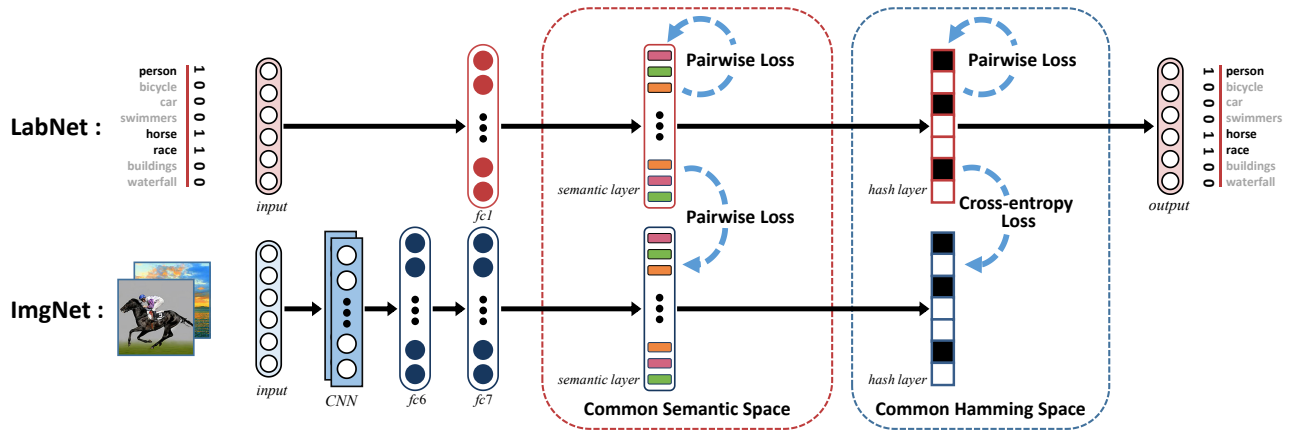 LabNet :
person 1
bicycle 0
car 0
swimmers 0
horse 1
race 1
buildings 0
waterfall 0
input
fc1
semantic layer
Pairwise Loss
hash layer
Pairwise Loss
output
1 person
0 bicycle
0 car
0 swimmers
1 horse
1 race
0 buildings
0 waterfall
Pairwise Loss
Cross-entropy
Loss
ImgNet :
input
CNN
fc6
fc7
semantic layer
hash layer
Common Semantic Space
Common Hamming Space